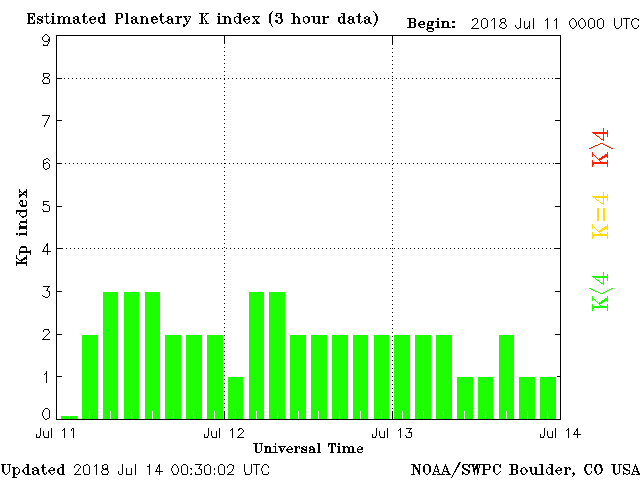 Estimated Planetary K index (3 hour data)
Begin: 2018 Jul 11 0000 UTC
9
8
7
6
5
4
3
2
1
0
Kp index
K>4
K=4
K<4
Jul 11
Jul 12
Jul 13
Jul 14
Universal Time
Updated 2018 Jul 14 00:30:02 UTC
NOAA/SWPC Boulder, CO USA